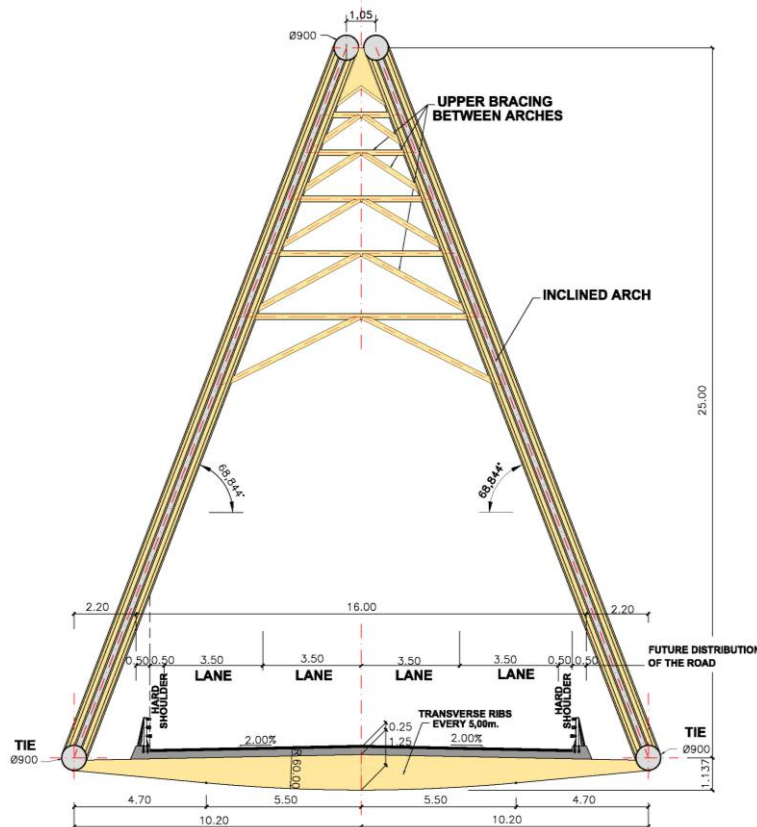 1,05
Ø900
UPPER BRACING
BETWEEN ARCHES
INCLINED ARCH
25.00
68,844°
68,844°
2.20
16.00
2.20
0.50
0.50
3.50
3.50
3.50
3.50
0.50
0.50
FUTURE DISTRIBUTION
OF THE ROAD
LANE
LANE
LANE
LANE
HARD
SHOULDER
HARD
SHOULDER
TRANSVERSE RIBS
EVERY 5,00m.
TIE
Ø900
2.00%
0.25
1.25
2.00%
TIE
Ø900
R60.00
1.137
4.70
5.50
5.50
4.70
10.20
10.20